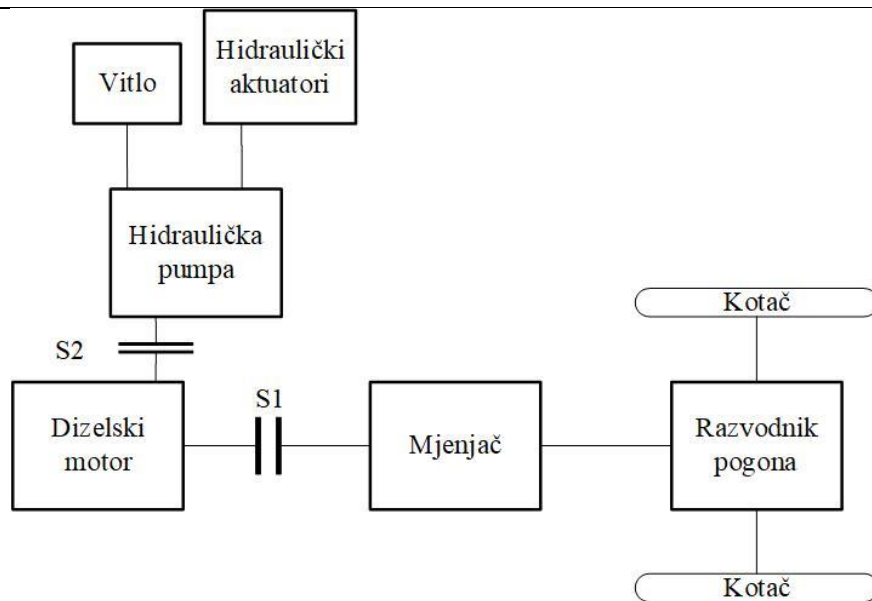 Vitlo
Hidraulički
aktuatori
Hidraulička
pumpa
S2
Dizelski
motor
S1
Mjenjač
Kotač
Razvodnik
pogona
Kotač